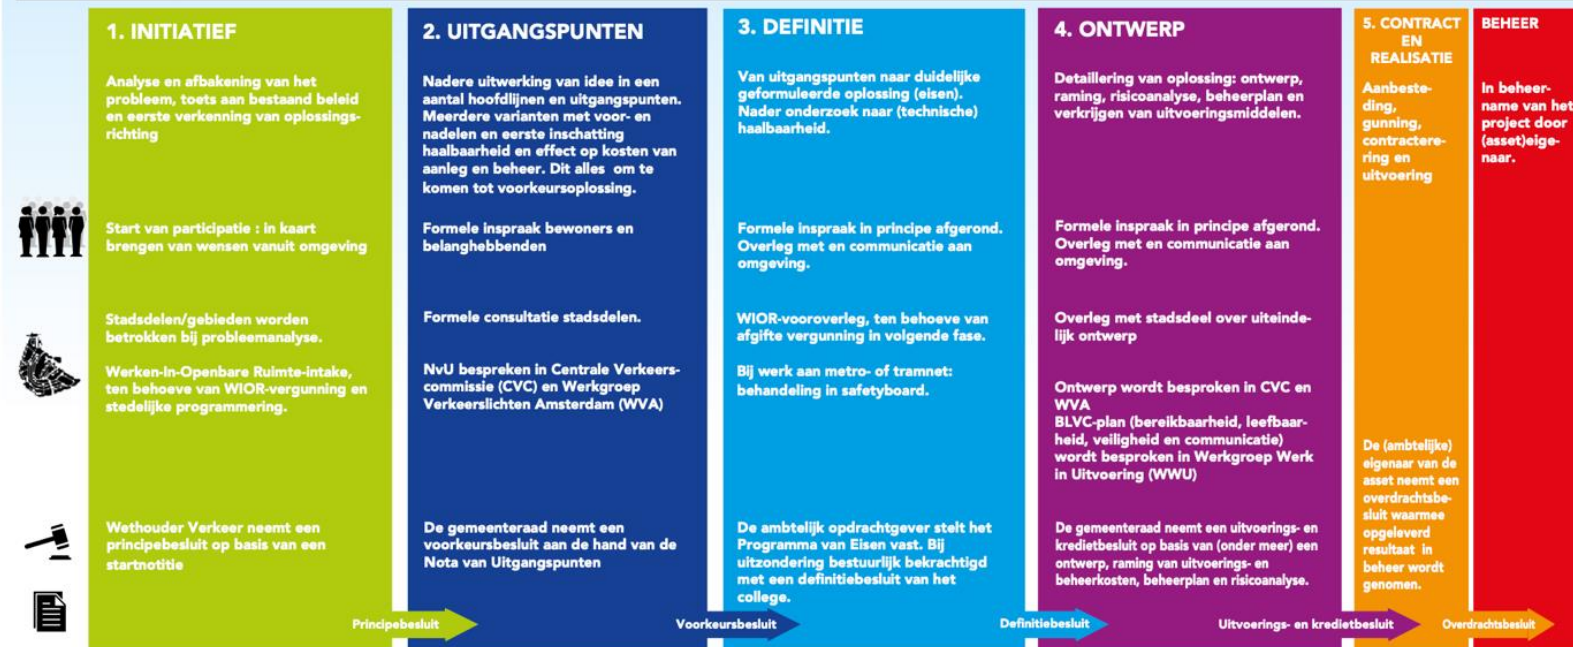 1. INITIATIEF
Analyse en afbakening van het
probleem, toets aan bestaand beleid
en eerste verkenning van oplossings-
richting
Start van participatie : in kaart
brengen van wensen vanuit omgeving
Stadsdelen/gebieden worden
betrokken bij probleemanalyse.
Werken-In-Openbare Ruimte-intake,
ten behoeve van WIOR-vergunning en
stedelijke programmering.
Wethouder Verkeer neemt een
principebesluit op basis van een
startnotitie
Principebesluit
2. UITGANGSPUNTEN
Nadere uitwerking van idee in een
aantal hoofdlijnen en uitgangspunten.
Meerdere varianten met voor- en
nadelen en eerste inschatting
haalbaarheid en effect op kosten van
aanleg en beheer. Dit alles om te
komen tot voorkeursoplossing.
Formele inspraak bewoners en
belanghebbenden
Formele consultatie stadsdelen.
NvU bespreken in Centrale Verkeers-
commissie (CVC) en Werkgroep
Verkeerslichten Amsterdam (WVA)
De gemeenteraad neemt een
voorkeursbesluit aan de hand van de
Nota van Uitgangspunten
Voorkeursbesluit
3. DEFINITIE
Van uitgangspunten naar duidelijke
geformuleerde oplossing (eisen).
Nader onderzoek naar (technische)
haalbaarheid.
Formele inspraak in principe afgerond.
Overleg met en communicatie aan
omgeving.
WIOR-vooroverleg, ten behoeve van
afgifte vergunning in volgende fase.
Bij werk aan metro- of tramnet:
behandeling in safetyboard.
De ambtelijk opdrachtgever stelt het
Programma van Eisen vast. Bij
uitzondering bestuurlijk bekrachtigd
met een definitiebesluit van het
college.
Definitiebesluit
4. ONTWERP
Detaillering van oplossing: ontwerp,
raming, risicoanalyse, beheerplan en
verkrijgen van uitvoeringsmiddelen.
Formele inspraak in principe afgerond.
Overleg met en communicatie aan
omgeving.
Overleg met stadsdeel over uiteinde-
lijk ontwerp
Ontwerp wordt besproken in CVC en
WVA
BLVC-plan (bereikbaarheid, leefbaar-
heid, veiligheid en communicatie)
wordt besproken in Werkgroep Werk
in Uitvoering (WWU)
De gemeenteraad neemt een uitvoerings- en
kredietbesluit op basis van (onder meer) een
ontwerp, raming van uitvoerings- en
beheerkosten, beheerplan en risicoanalyse.
Uitvoerings- en kredietbesluit
5. CONTRACT
EN
REALISATIE
Aanbeste-
ding,
gunning,
contractere-
ring en
uitvoering
De (ambtelijke)
eigenaar van de
asset neemt een
overdrachtsbe-
sluit waarmee
opgeleverd
resultaat in
beheer wordt
genomen.
Overdrachtsbesluit
BEHEER
In beheer-
name van het
project door
(asset)eige-
naar.